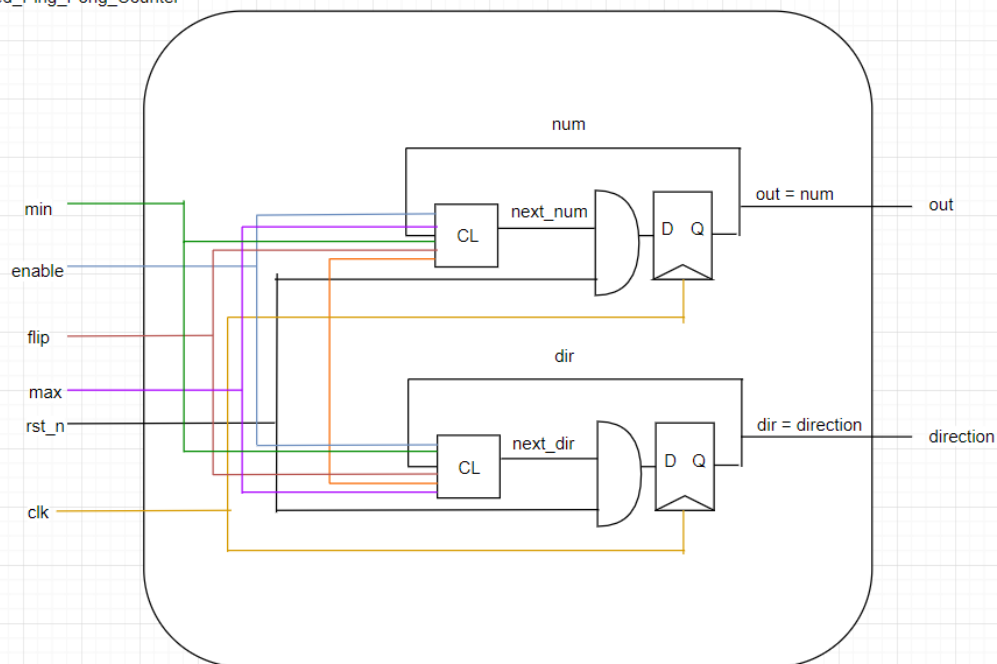 num
min
enable
flip
max
rst_n
clk
CL
next_num
D Q
out = num
out
dir
CL
next_dir
D Q
dir = direction
direction